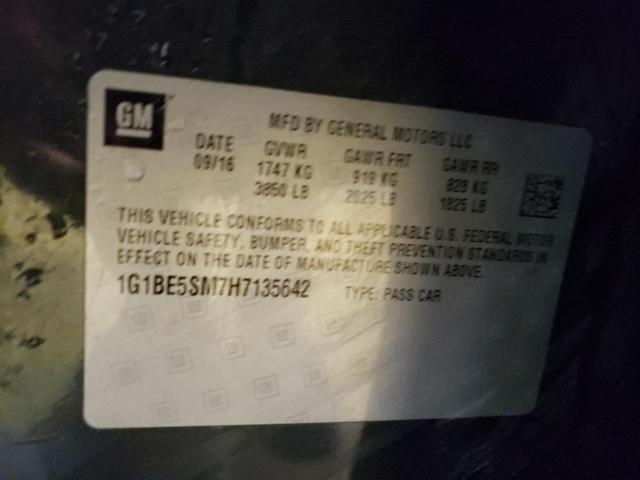 GM
MFD BY GENERAL MOTORS LLC
DATE GVWR GAWR FRT GAWR RR
09/16 1747 KG 919 KG 828 KG
3850 LB 2025 LB 1825 LB
THIS VEHICLE CONFORMS TO ALL APPLICABLE U.S. FEDERAL MOTOR
VEHICLE SAFETY, BUMPER, AND THEFT PREVENTION STANDARDS IN
EFFECT ON THE DATE OF MANUFACTURE SHOWN ABOVE.
1G1BE5SM7H7135642 TYPE: PASS CAR